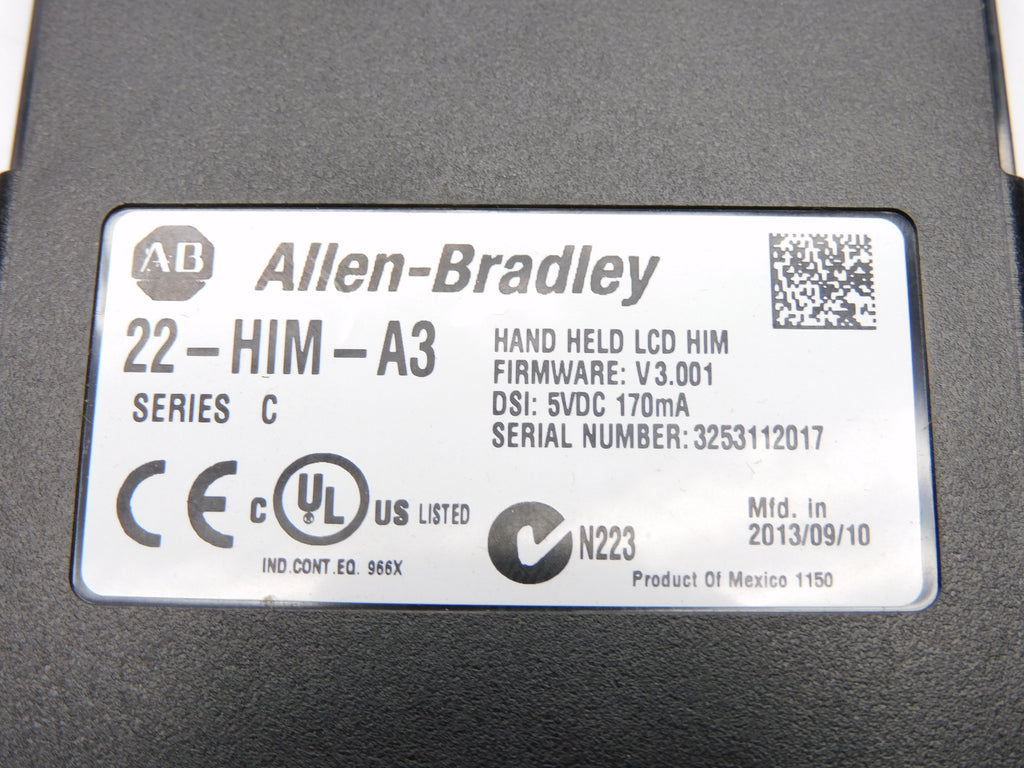 AB Allen-Bradley
22-HIM-A3
SERIES C
HAND HELD LCD HIM
FIRMWARE: V3.001
DSI: 5VDC 170mA
SERIAL NUMBER: 3253112017
CE
C UL US LISTED
IND.CONT.EQ. 966X
N223
Mfd. in
2013/09/10
Product Of Mexico 1150